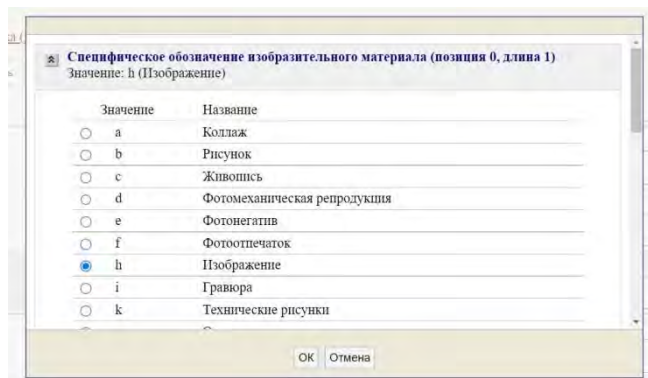 Специфическое обозначение изобразительного материала (позиция 0, длина 1)
Значение: h (Изображение)
Значение Название
a Коллаж
b Рисунок
c Живопись
d Фотомеханическая репродукция
e Фотонегатив
f Фотоотпечаток
h Изображение
i Гравюра
k Технические рисунки
ОК Отмена